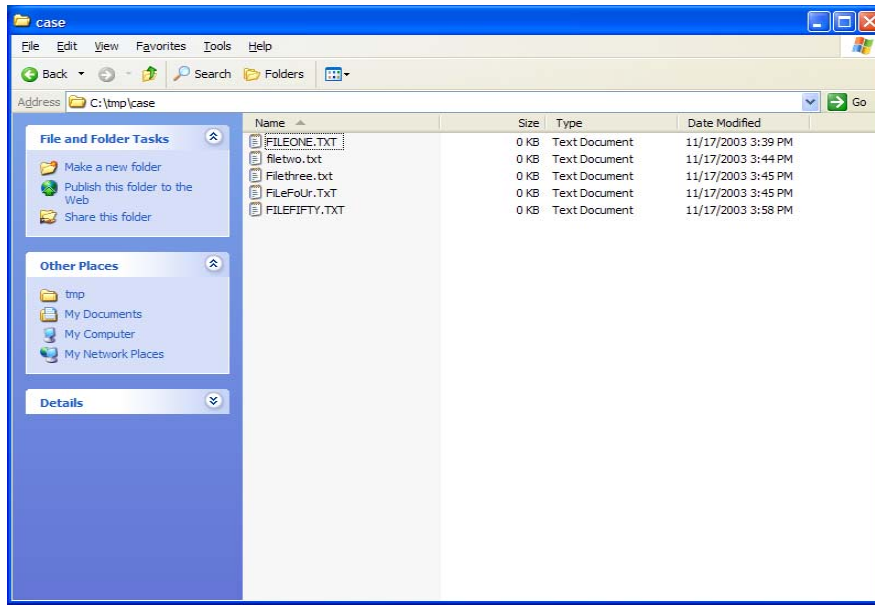 case
File Edit View Favorites Tools Help
Back Search Folders
Address C:\tmp\case Go
Name Size Type Date Modified
FILEONE.TXT 0 KB Text Document 11/17/2003 3:39 PM
filetwo.txt 0 KB Text Document 11/17/2003 3:44 PM
Filethree.txt 0 KB Text Document 11/17/2003 3:45 PM
FiLeFoUr.TxT 0 KB Text Document 11/17/2003 3:45 PM
FILEFIFTY.TXT 0 KB Text Document 11/17/2003 3:58 PM
File and Folder Tasks
Make a new folder
Publish this folder to the
Web
Share this folder
Other Places
tmp
My Documents
My Computer
My Network Places
Details